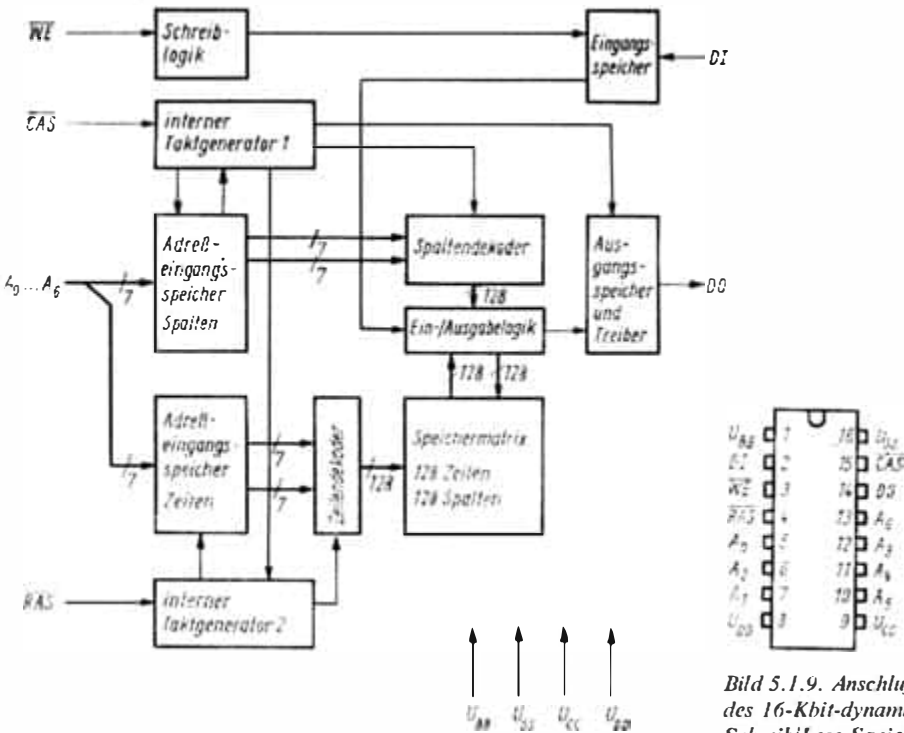 WE
Schreib-
logik
Eingangs-
speicher
DI
CAS
interner
Taktgenerator 1
Adreß-
eingangs-
speicher
Spalten
A0 ... A6
/7
/7
/7
Spaltendekoder
/128
Ein-/Ausgabelogik
/128
/128
Aus-
gangs-
speicher
und
Treiber
DO
Adreß-
eingangs-
speicher
Zeilen
/7
/7
/7
Zeilendekoder
/128
Speichermatrix
128 Zeilen
128 Spalten
RAS
interner
Taktgenerator 2
UBB
USS
UCC
UDD
UBB 1
DI 2
WE 3
RAS 4
A0 5
A2 6
A1 7
UDD 8
16 USS
15 CAS
14 DO
13 A6
12 A3
11 A4
10 A5
9 UCC
Bild 5.1.9.
des 16-Kbit-dynam